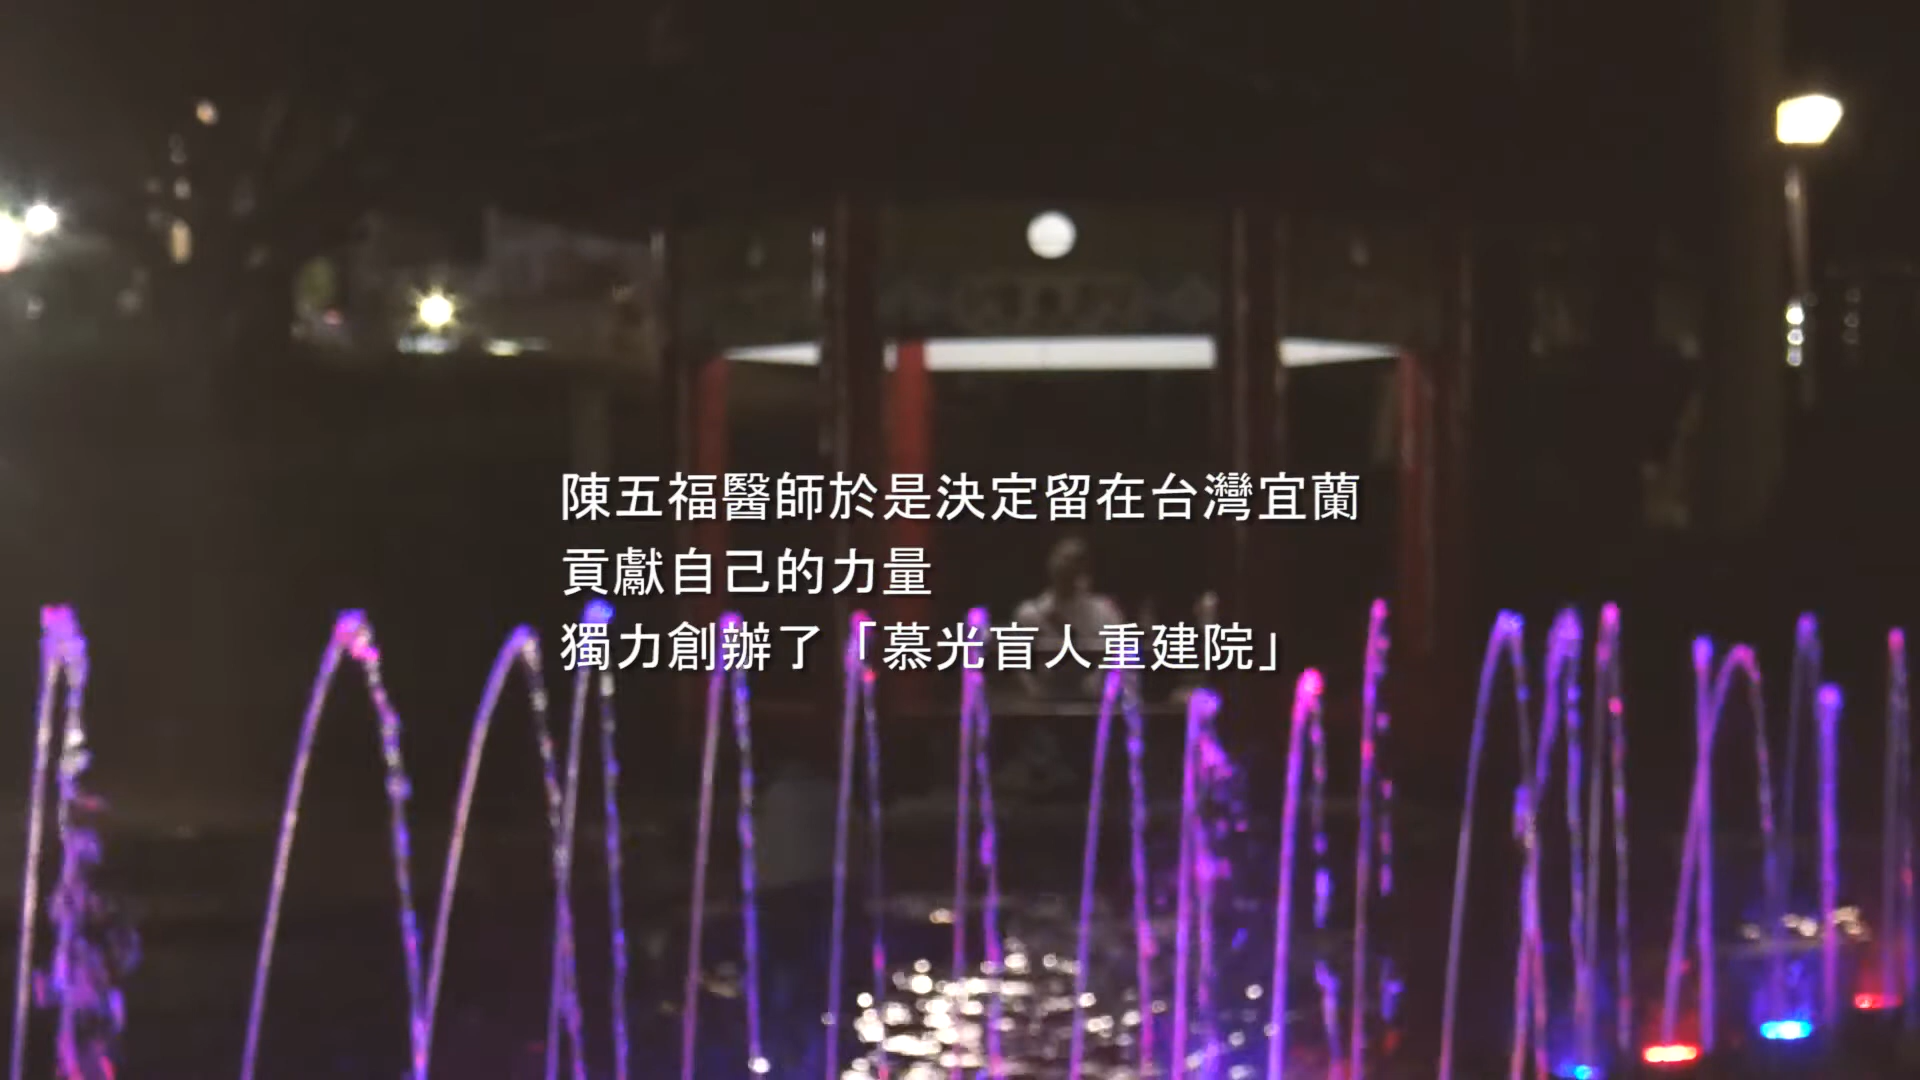 陳五福醫師於是決定留在台灣宜蘭
貢獻自己的力量
獨力創辦了「慕光盲人重建院」